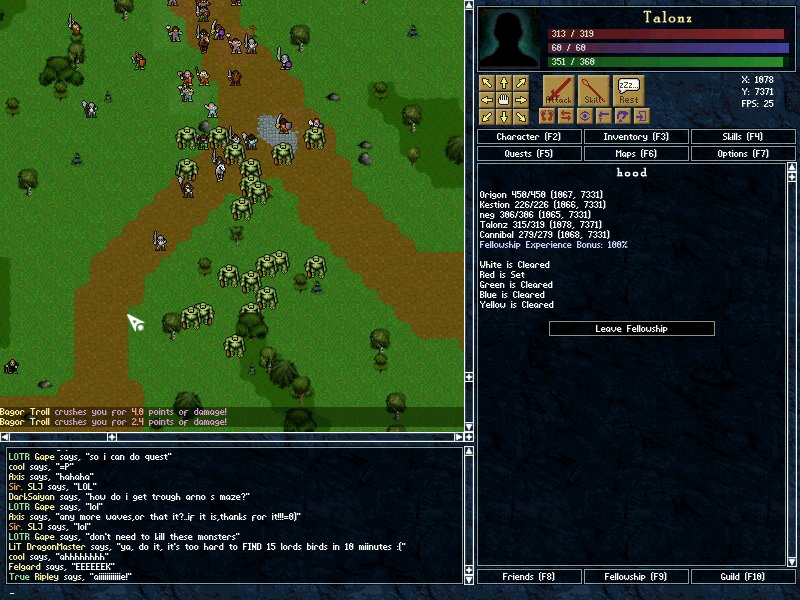 Talonz
313 / 319
60 / 60
351 / 360
Attack
Skills
zzz...
Rest
X: 1078
Y: 7371
FPS: 25
Character (F2)
Inventory (F3)
Skills (F4)
Quests (F5)
Maps (F6)
Options (F7)
hood
Origon 450/450 (1067, 7331)
Kestion 226/226 (1066, 7331)
neg 306/306 (1065, 7331)
Talonz 315/319 (1078, 7371)
Cannibal 279/279 (1068, 7331)
Fellowship Experience Bonus: 100%
White is Cleared
Red is Set
Green is Cleared
Blue is Cleared
Yellow is Cleared
Leave Fellowship
Bagor Troll crushes you for 4.0 points of damage!
Bagor Troll crushes you for 2.4 points of damage!
LOTR Gape says, "so i can do quest"
cool says, "=P"
Axis says, "hahaha"
Sir. SLJ says, "LOL"
DarkSaiyan says, "how do i get trough arno s maze?"
LOTR Gape says, "lol"
Axis says, "any more waves,or that it?..if it is,thanks for it!!!=0)"
Sir. SLJ says, "lol"
LOTR Gape says, "don't need to kill these monsters"
LiT DragonMaster says, "ya, do it, it's too hard to FIND 15 lords birds in 10 miinutes :("
cool says, "ahhhhhhhh"
Felgard says, "EEEEEEK"
True Ripley says, "aiiiiiiiiiie!"
Friends (F8)
Fellowship (F9)
Guild (F10)